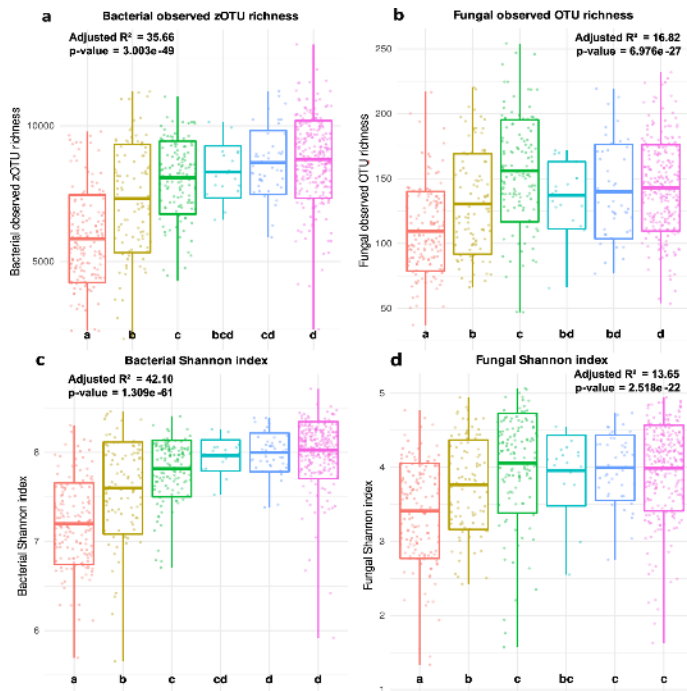 a
Bacterial observed zOTU richness
Adjusted R² = 35.66
p-value = 3.003e-49
Bacterial observed zOTU richness
10000
5000
a b c bcd cd d
b
Fungal observed OTU richness
Adjusted R² = 16.82
p-value = 6.976e-27
Fungal observed OTU richness
250
200
150
100
50
a b c bd bd d
c
Bacterial Shannon index
Adjusted R² = 42.10
p-value = 1.309e-61
Bacterial Shannon index
8
7
6
a b c cd d d
d
Fungal Shannon index
Adjusted R² = 13.65
p-value = 2.518e-22
Fungal Shannon index
5
4
3
2
1
a b c bc c c